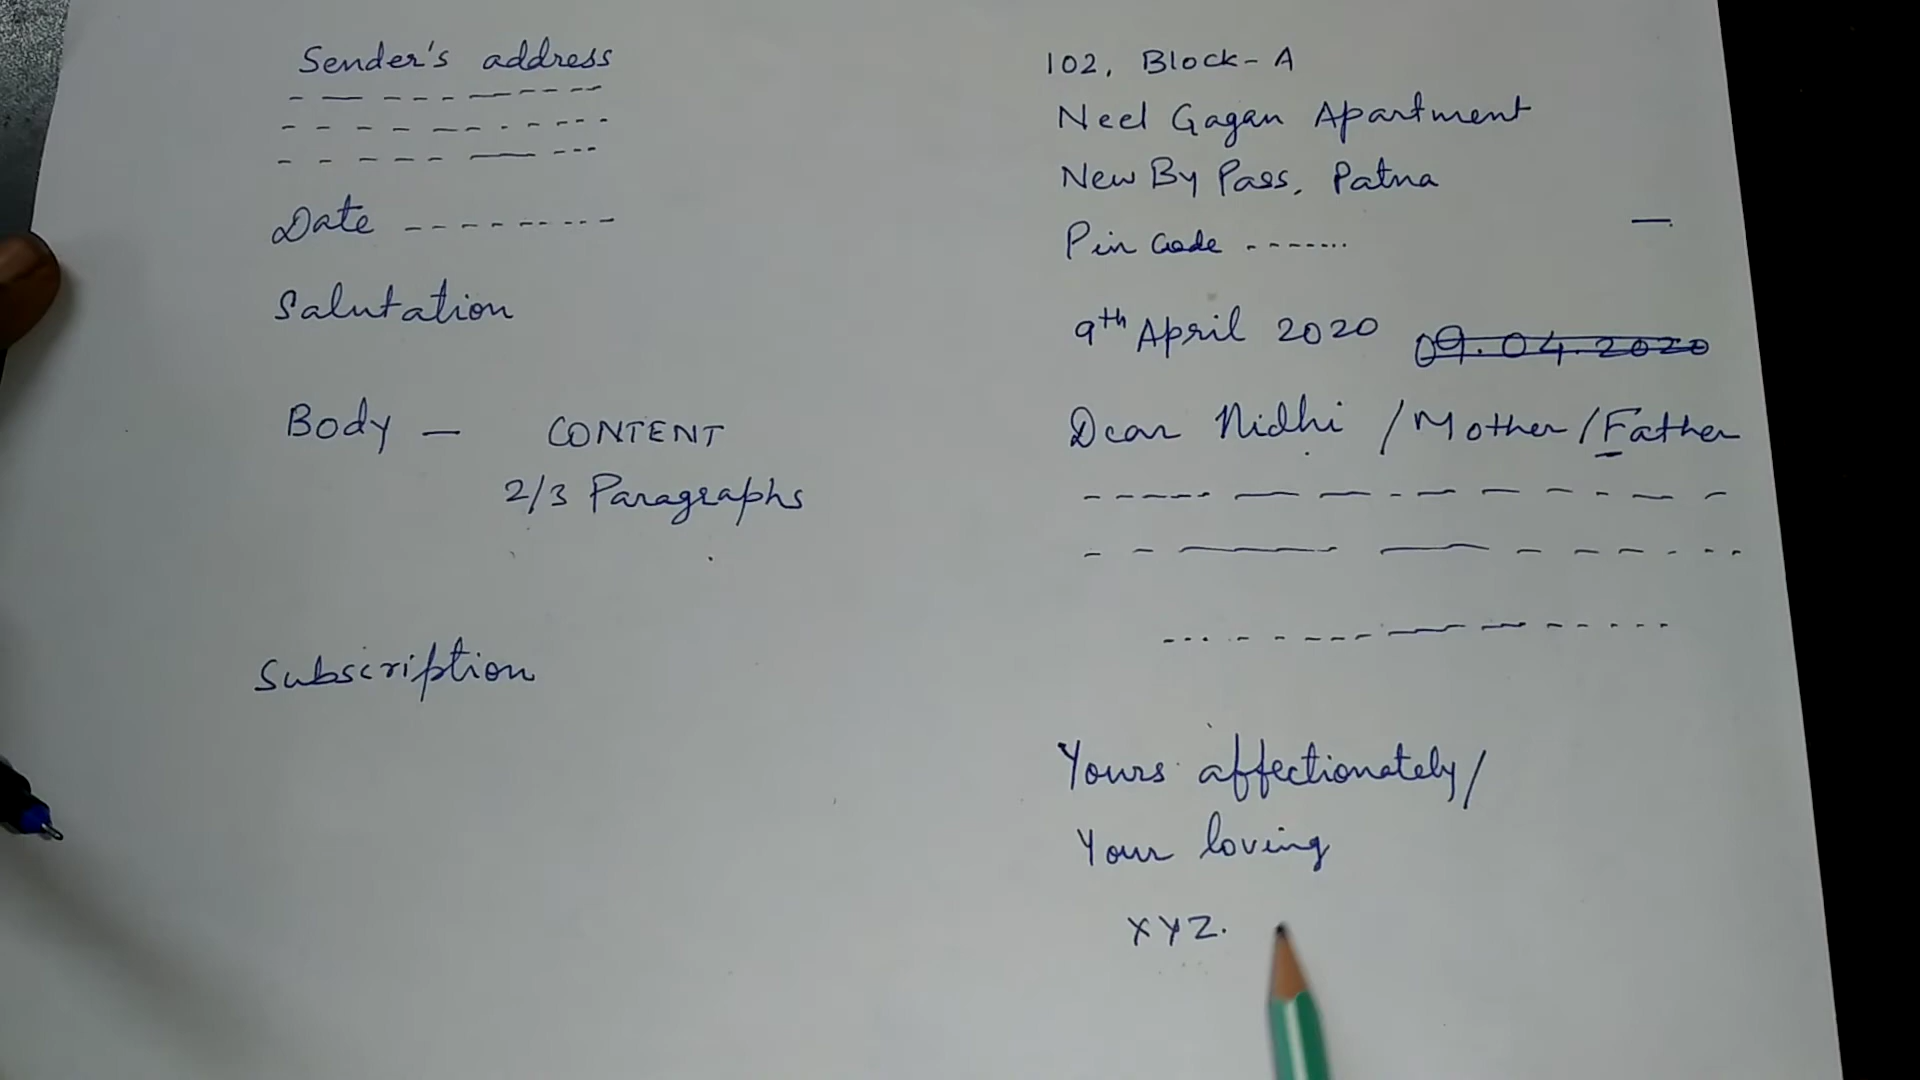 Sender's address
Date ---------
Salutation
Body — CONTENT
2/3 Paragraphs
Subscription
102, Block-A
Neel Gagan Apartment
New By Pass, Patna
Pin Code -------
9th April 2020 09.04.2020
Dear Nidhi / Mother / Father
Yours affectionately/
Your loving
XYZ.